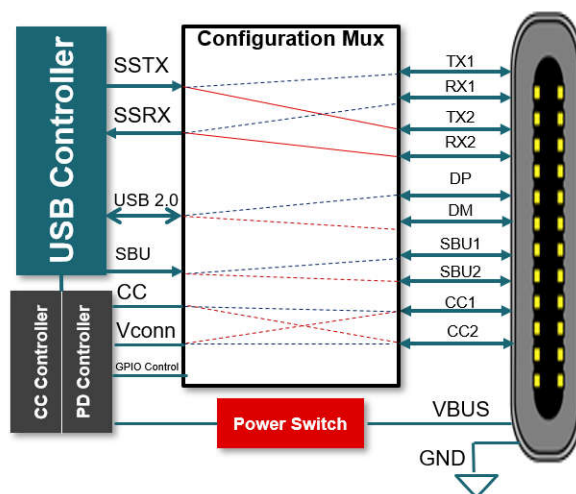 Configuration Mux
USB Controller
SSTX
SSRX
USB 2.0
SBU
CC
Vconn
GPIO Control
CC Controller
PD Controller
TX1
RX1
TX2
RX2
DP
DM
SBU1
SBU2
CC1
CC2
Power Switch
VBUS
GND